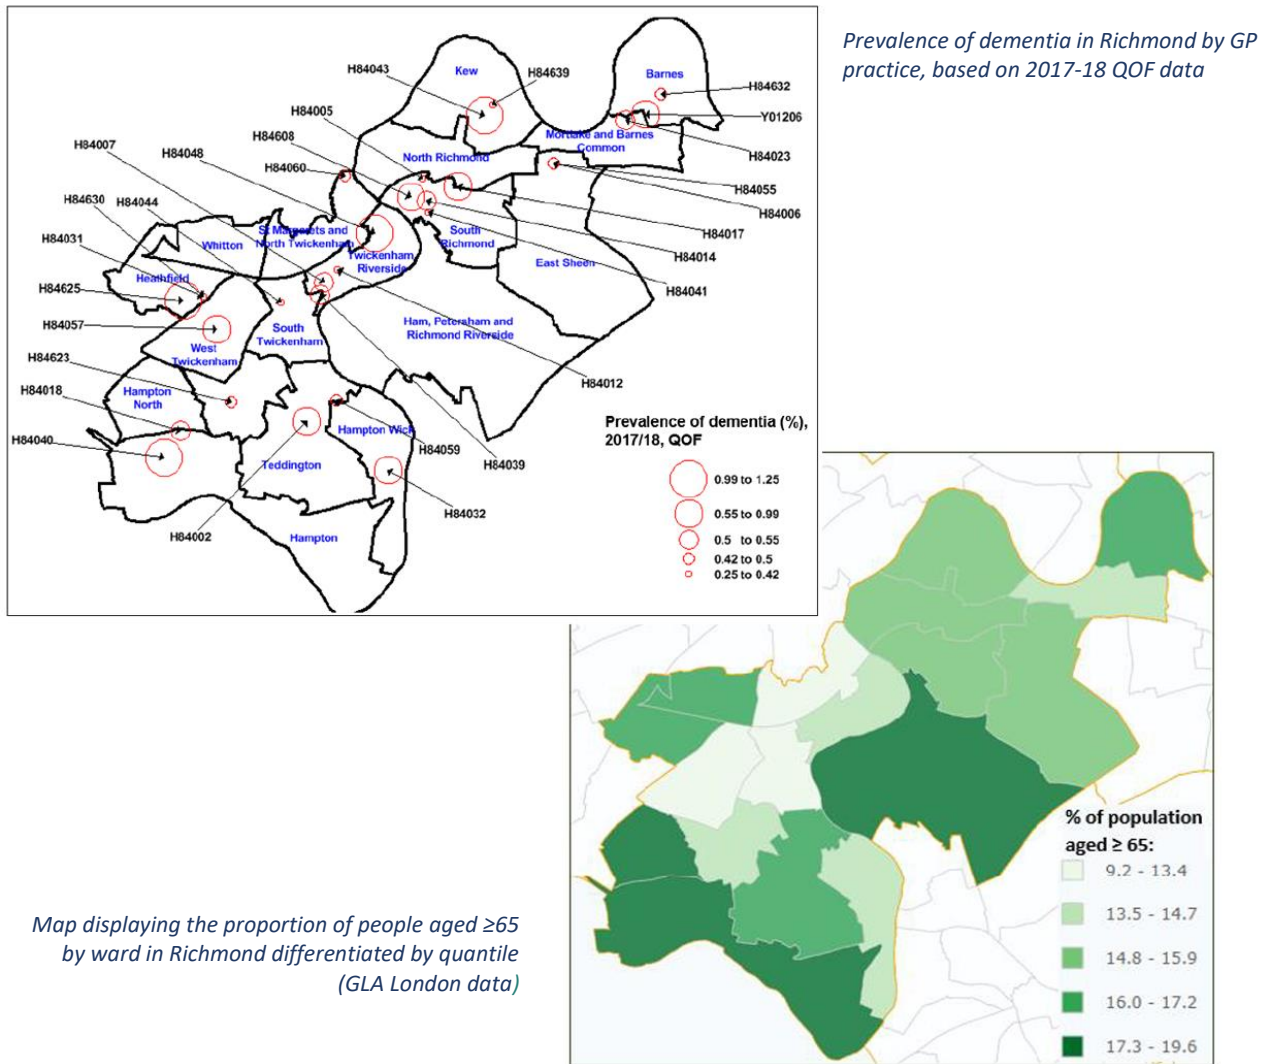 Prevalence of dementia in Richmond by GP
practice, based on 2017-18 QOF data
H84043
Kew
H84639
Barnes
H84632
H84005
Y01206
H84608
Mortlake and Barnes
Common
H84007
H84048
North Richmond
H84023
H84060
H84055
H84630
H84044
H84006
H84031
Whitton
St Margarets and
North Twickenham
South
Richmond
H84017
Twickenham
Riverside
H84014
East Sheen
Heathfield
H84625
H84041
H84057
South
Twickenham
Ham, Petersham and
Richmond Riverside
West
Twickenham
H84623
H84012
H84018
Hampton
North
Prevalence of dementia (%),
2017/18, QOF
H84040
Hampton Wick
H84059
Teddington
H84039
0.99 to 1.25
H84032
0.55 to 0.99
H84002
Hampton
0.5 to 0.55
0.42 to 0.5
0.25 to 0.42
% of population
aged ≥ 65:
9.2 - 13.4
13.5 - 14.7
14.8 - 15.9
16.0 - 17.2
17.3 - 19.6
Map displaying the proportion of people aged ≥65
by ward in Richmond differentiated by quantile
(GLA London data)